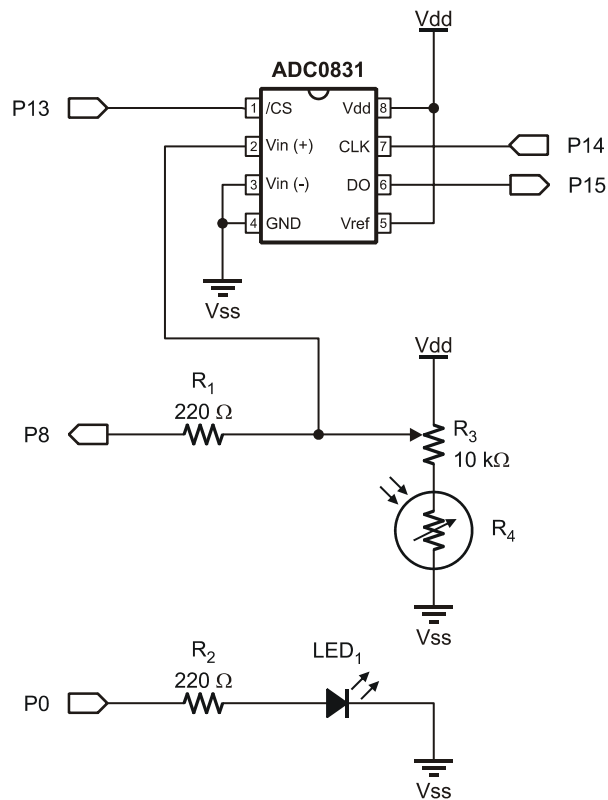 Vdd
ADC0831
P13
1 /CS Vdd 8
2 Vin (+) CLK 7
P14
3 Vin (-) DO 6
P15
4 GND Vref 5
Vss
Vdd
R1
220 Ω
P8
R3
10 kΩ
R4
Vss
R2
220 Ω
LED1
P0
Vss